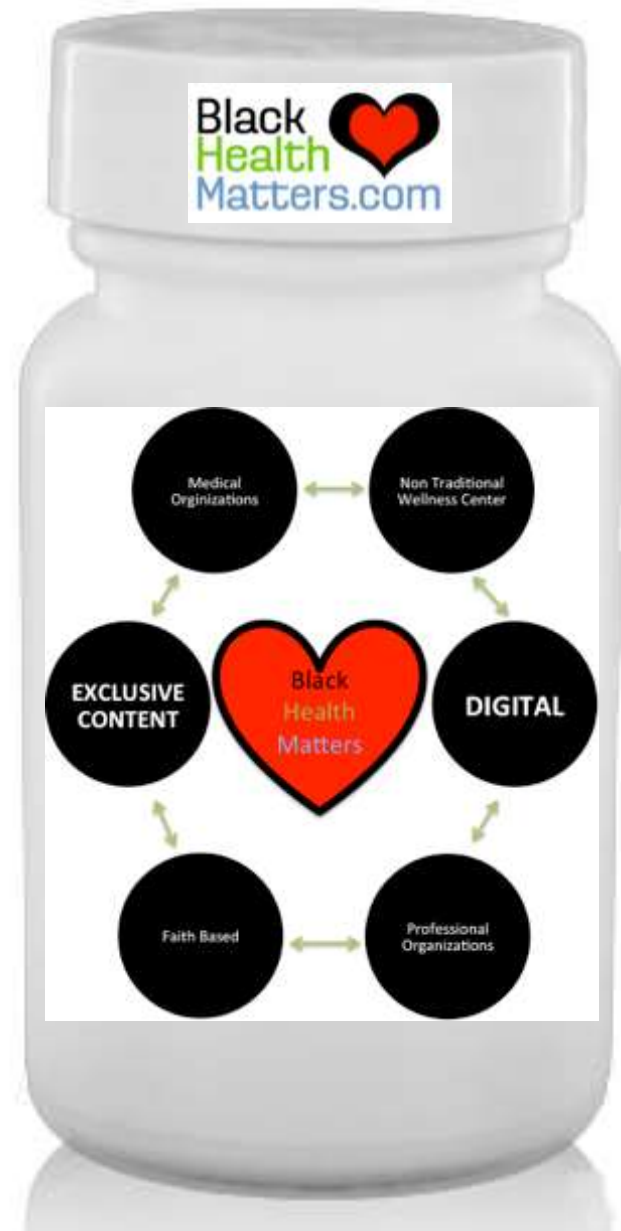 Black
Health
Matters.com
Medical
Orginizations
Non Traditional
Wellness Center
EXCLUSIVE
CONTENT
Black
Health
Matters
DIGITAL
Faith Based
Professional
Organizations